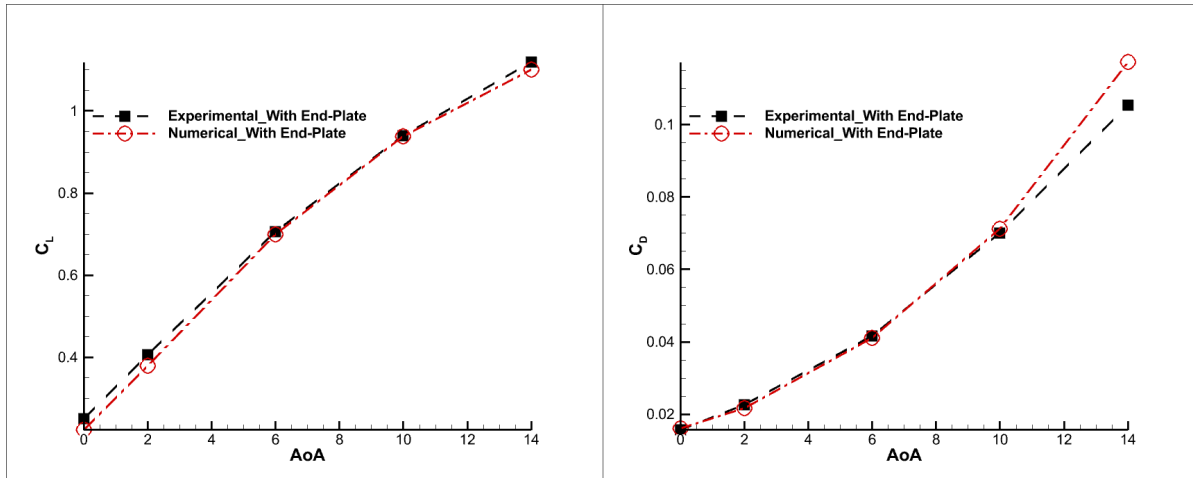 Experimental_With End-Plate
Numerical_With End-Plate
1
0.8
0.6
0.4
C_L
0 2 4 6 8 10 12 14
AoA
Experimental_With End-Plate
Numerical_With End-Plate
0.1
0.08
0.06
0.04
0.02
C_D
0 2 4 6 8 10 12 14
AoA